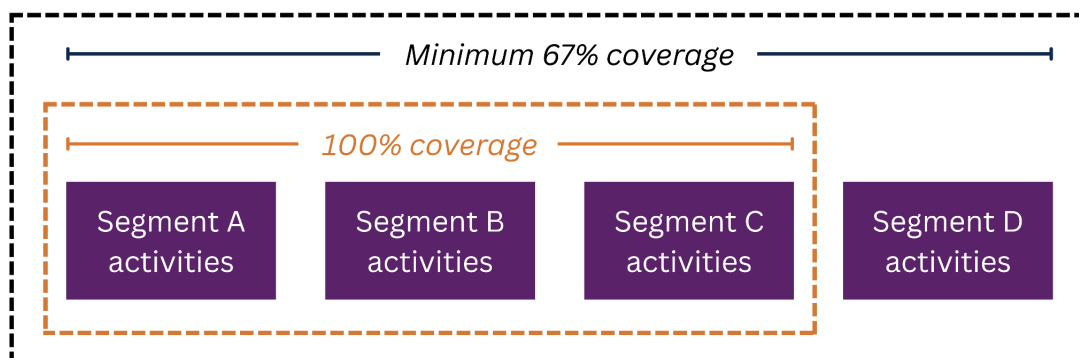 Minimum 67% coverage
100% coverage
Segment A
activities
Segment B
activities
Segment C
activities
Segment D
activities